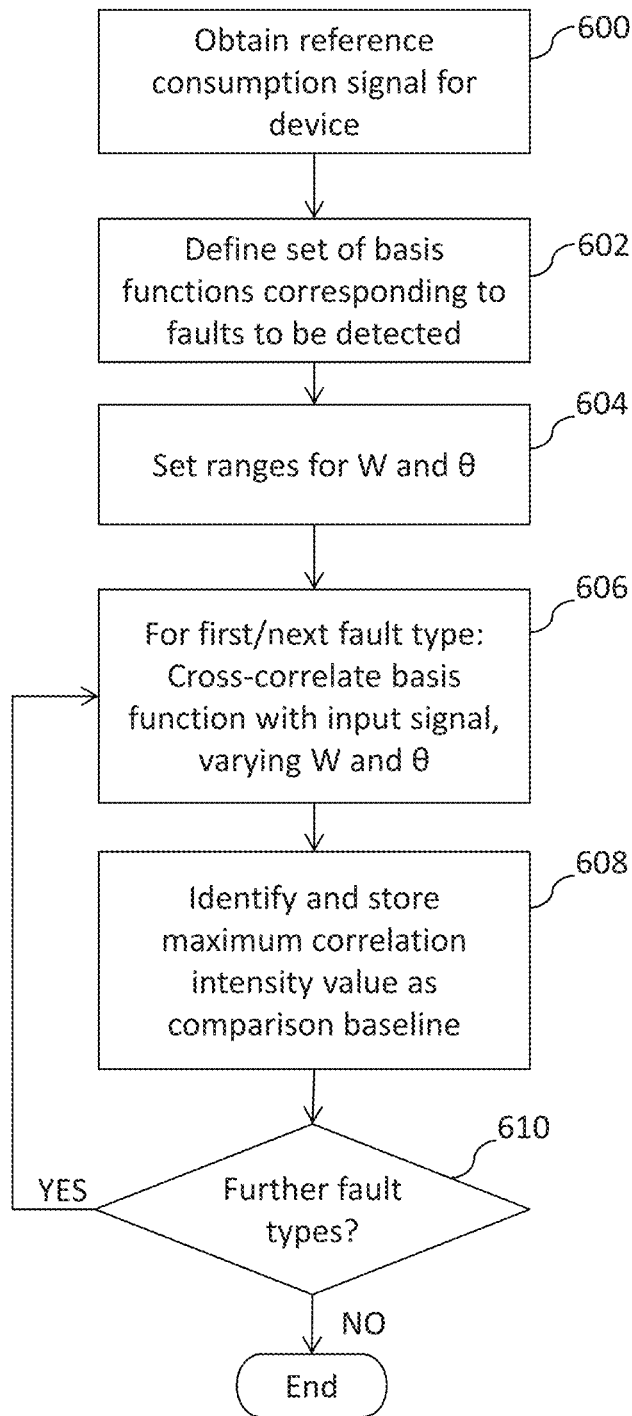 Obtain reference
consumption signal for
device
600
Define set of basis
functions corresponding to
faults to be detected
602
Set ranges for W and θ
604
For first/next fault type:
Cross-correlate basis
function with input signal,
varying W and θ
606
Identify and store
maximum correlation
intensity value as
comparison baseline
608
Further fault
types?
610
YES
NO
End